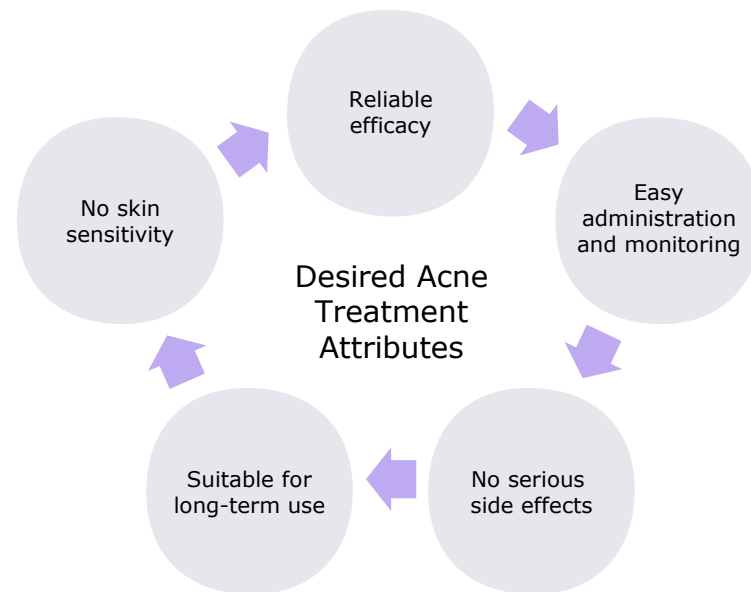 Reliable
efficacy
Easy
administration
and monitoring
No serious
side effects
Suitable for
long-term use
No skin
sensitivity
Desired Acne
Treatment
Attributes